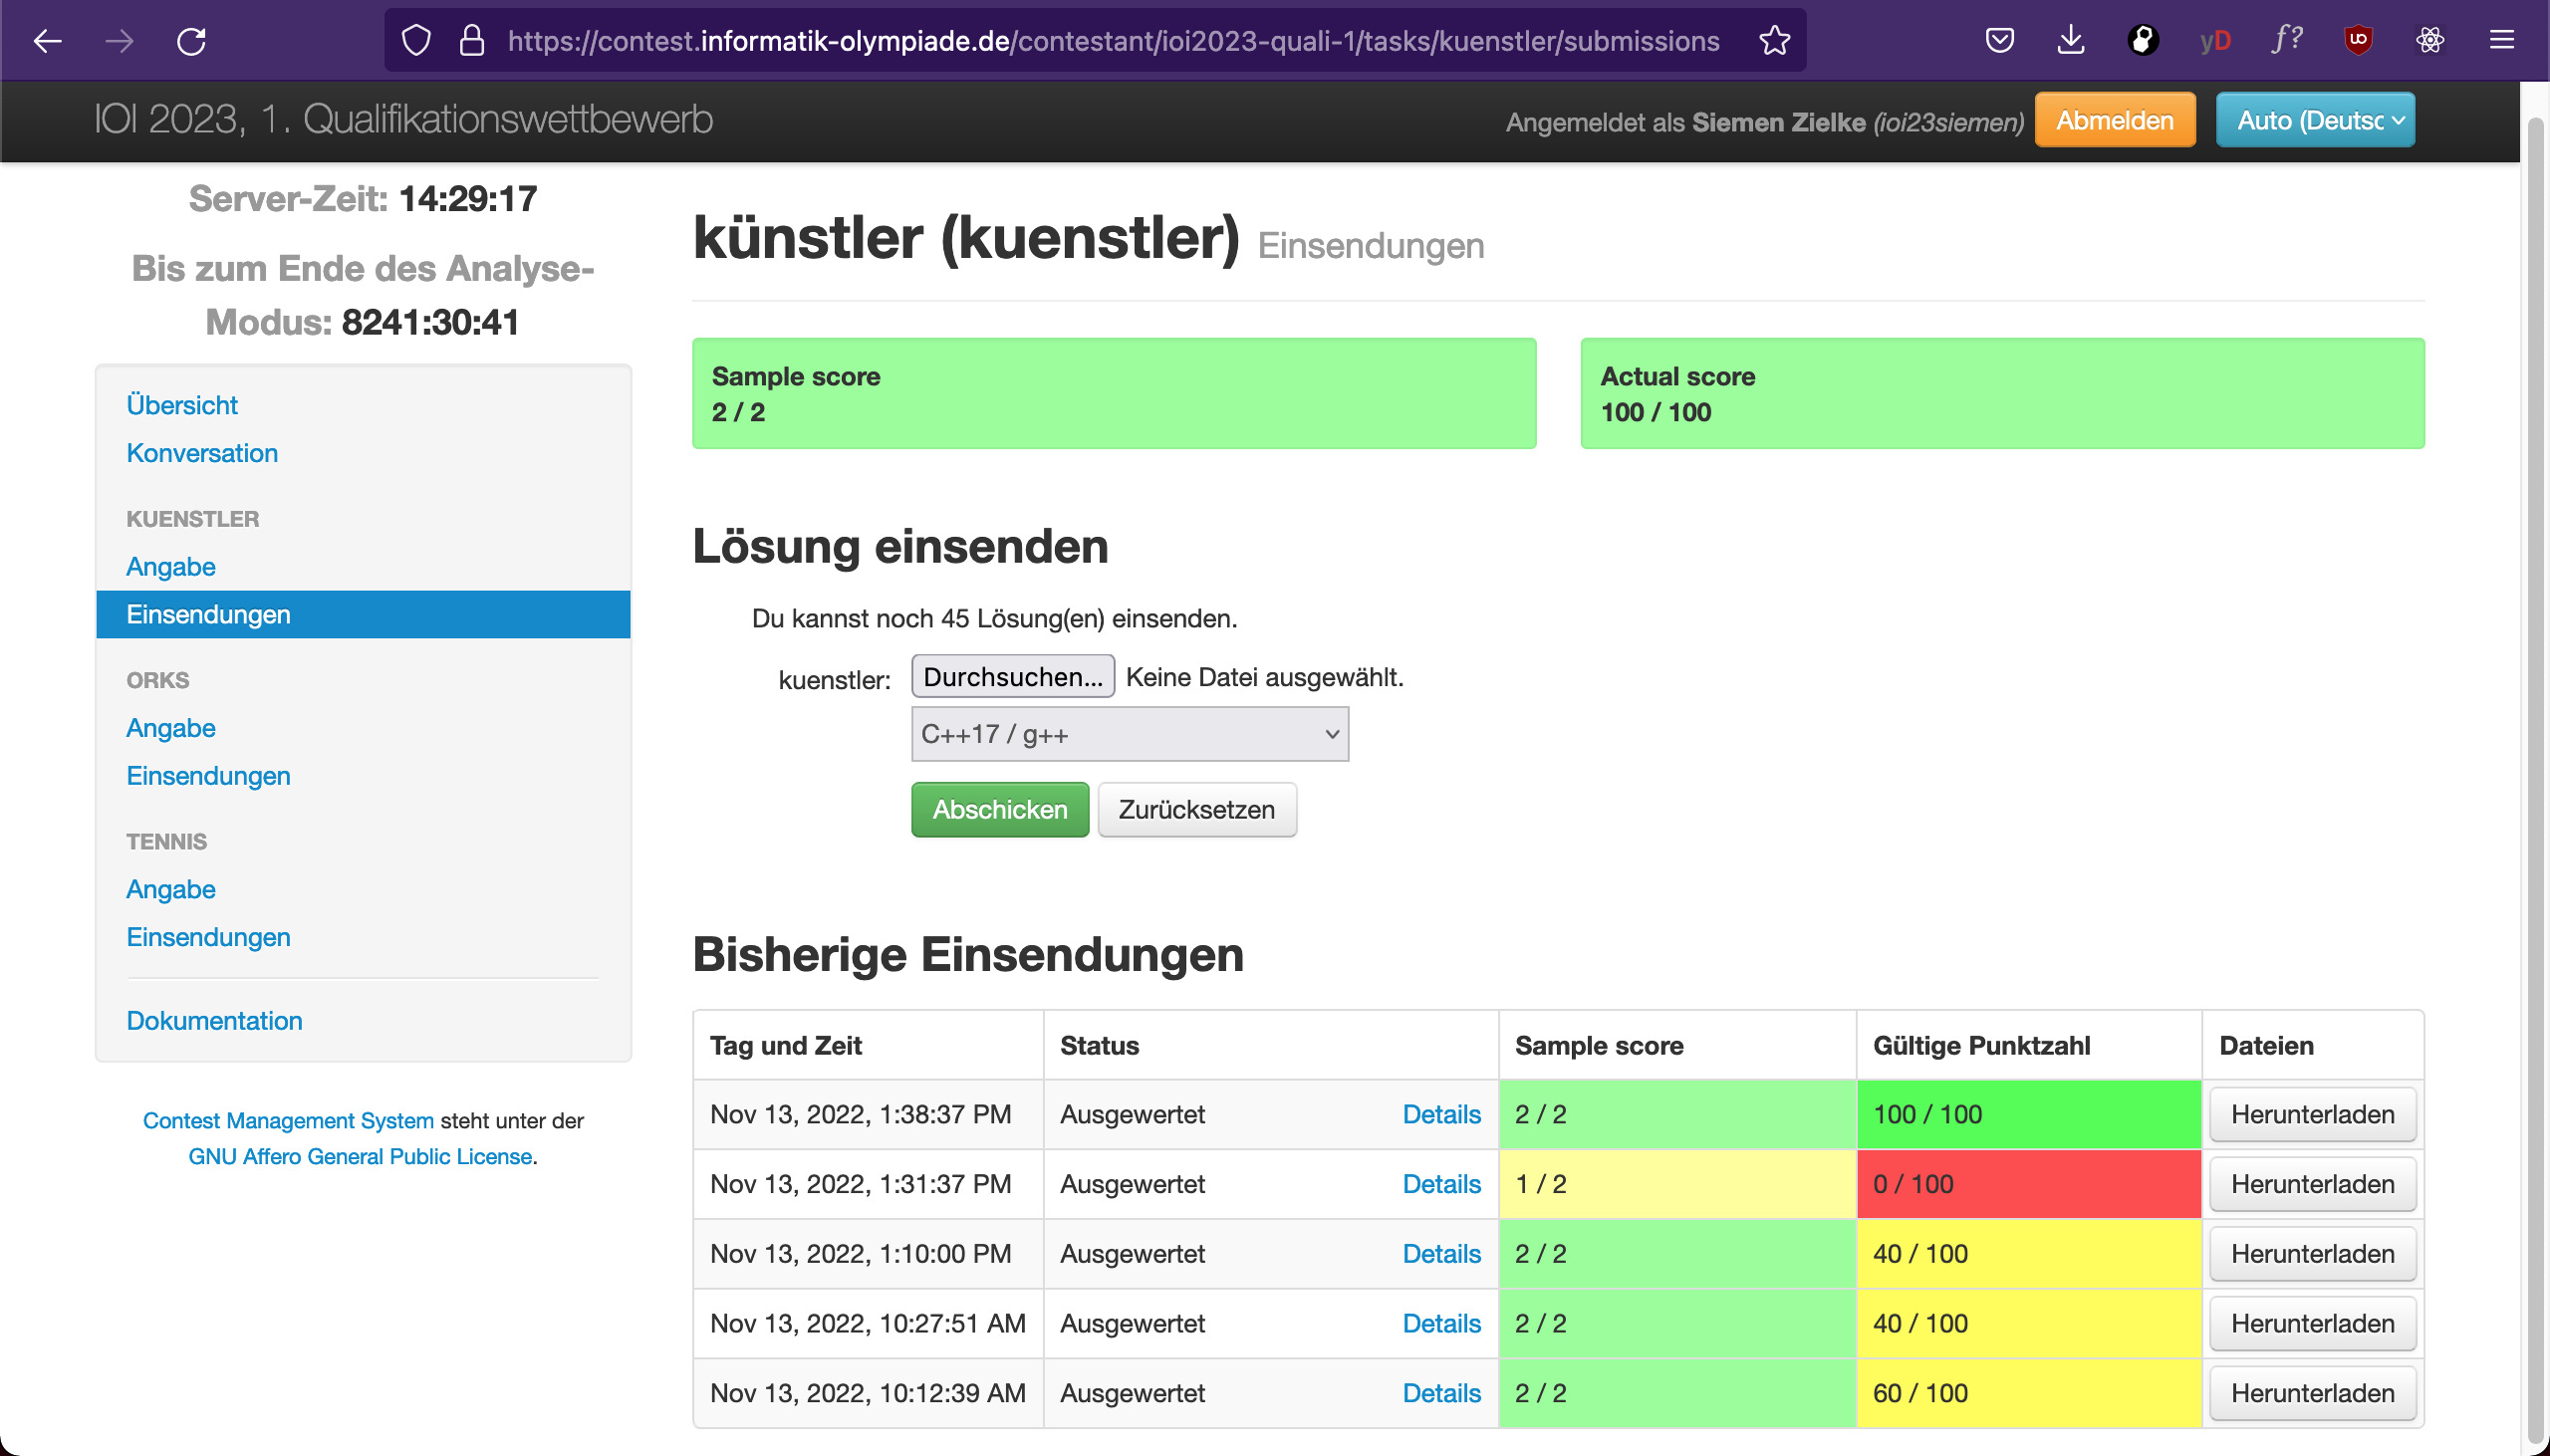 https://contest.informatik-olympiade.de/contestant/ioi2023-quali-1/tasks/kuenstler/submissions
yD
f?
UO
IOI 2023, 1. Qualifikationswettbewerb
Angemeldet als Siemen Zielke (ioi23siemen)
Abmelden
Auto (Deutsc
Server-Zeit: 14:29:17
Bis zum Ende des Analyse-
Modus: 8241:30:41
Übersicht
Konversation
KUENSTLER
Angabe
Einsendungen
ORKS
Angabe
Einsendungen
TENNIS
Angabe
Einsendungen
Dokumentation
Contest Management System steht unter der
GNU Affero General Public License.
künstler (kuenstler) Einsendungen
Sample score
2 / 2
Actual score
100 / 100
Lösung einsenden
Du kannst noch 45 Lösung(en) einsenden.
kuenstler: Durchsuchen... Keine Datei ausgewählt.
C++17 / g++
Abschicken Zurücksetzen
Bisherige Einsendungen
Tag und Zeit Status Sample score Gültige Punktzahl Dateien
Nov 13, 2022, 1:38:37 PM Ausgewertet Details 2 / 2 100 / 100 Herunterladen
Nov 13, 2022, 1:31:37 PM Ausgewertet Details 1 / 2 0 / 100 Herunterladen
Nov 13, 2022, 1:10:00 PM Ausgewertet Details 2 / 2 40 / 100 Herunterladen
Nov 13, 2022, 10:27:51 AM Ausgewertet Details 2 / 2 40 / 100 Herunterladen
Nov 13, 2022, 10:12:39 AM Ausgewertet Details 2 / 2 60 / 100 Herunterladen